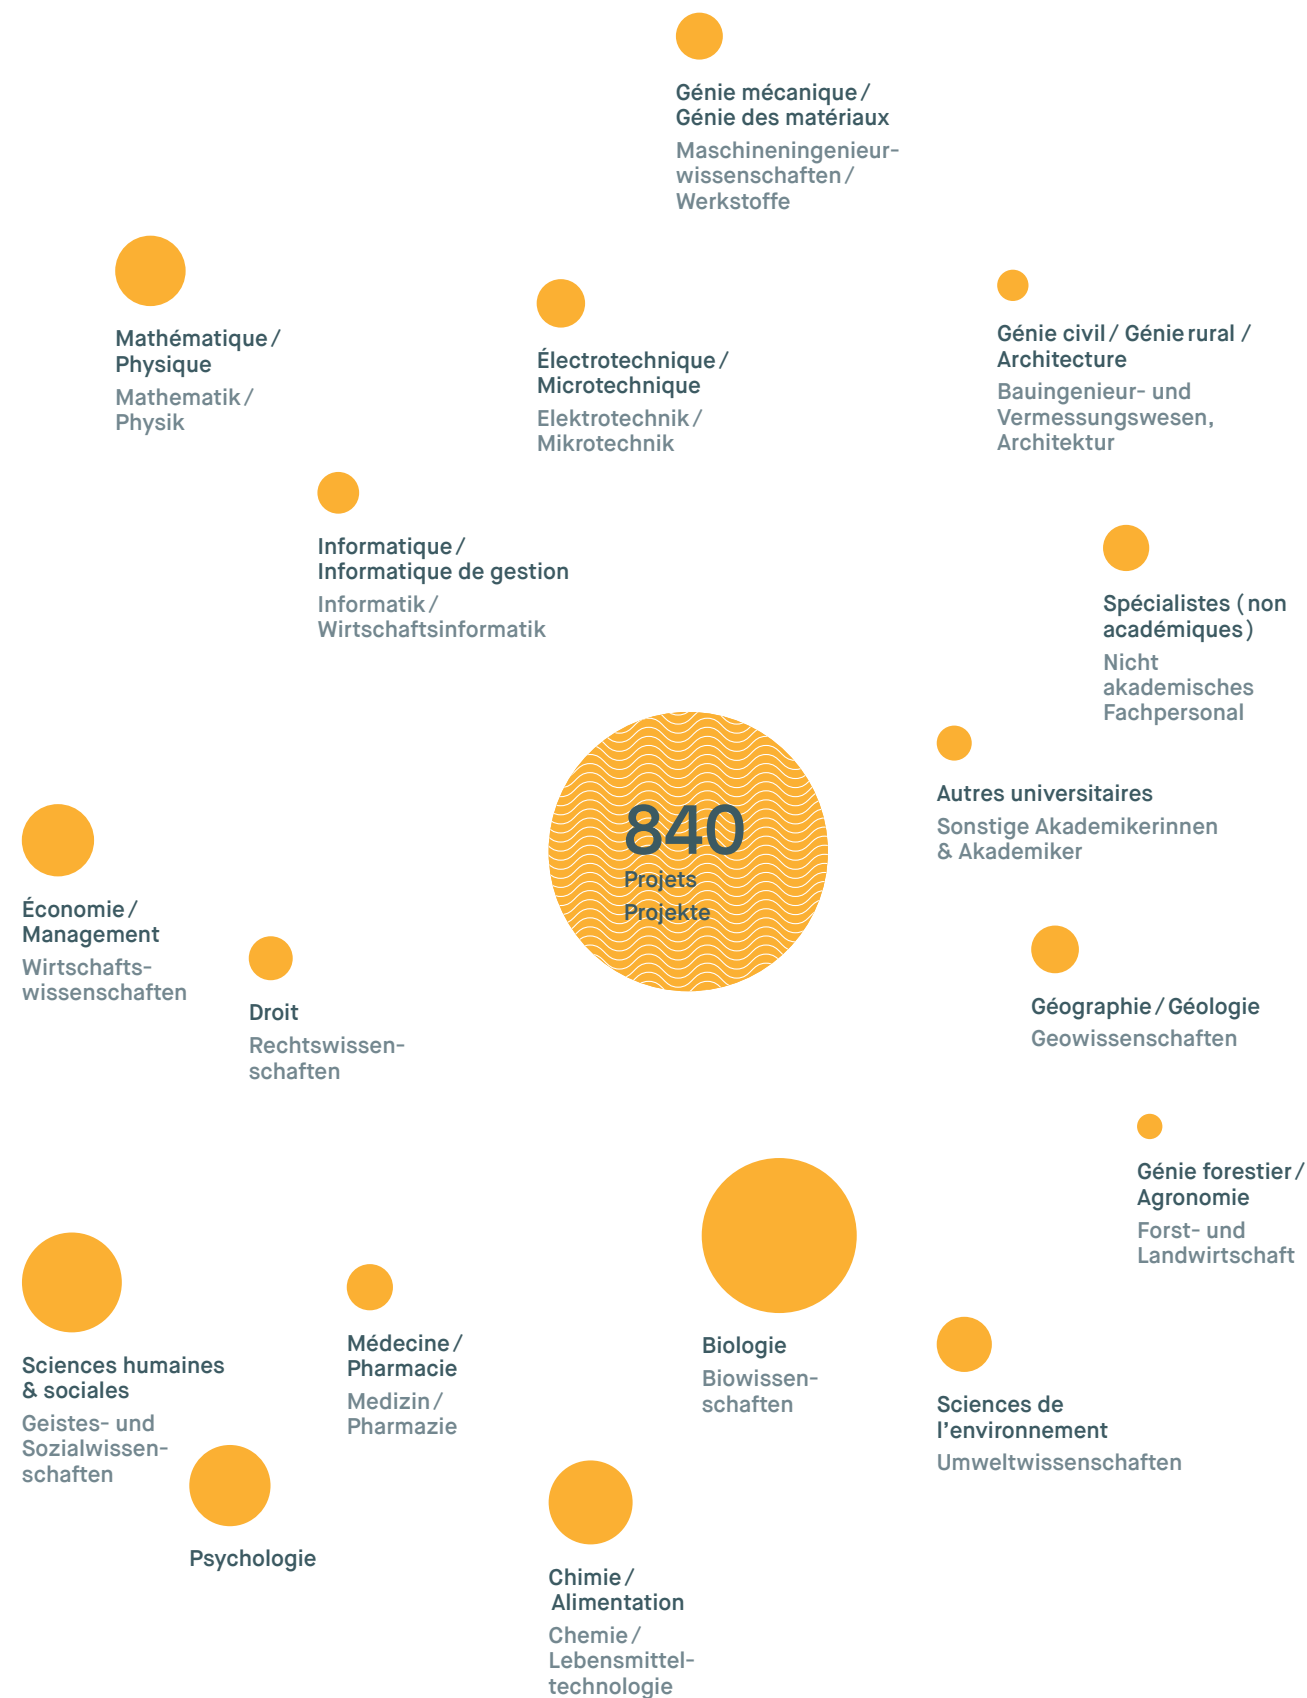 Génie mécanique /
Génie des matériaux
Maschineningenieur-
wissenschaften /
Werkstoffe
Mathématique /
Physique
Mathematik /
Physik
Électrotechnique /
Microtechnique
Elektrotechnik /
Mikrotechnik
Génie civil / Génie rural /
Architecture
Bauingenieur- und
Vermessungswesen,
Architektur
Informatique /
Informatique de gestion
Informatik /
Wirtschaftsinformatik
Spécialistes (non
académiques)
Nicht
akademisches
Fachpersonal
840
Projets
Projekte
Autres universitaires
Sonstige Akademikerinnen
& Akademiker
Économie /
Management
Wirtschafts-
wissenschaften
Droit
Rechtswissen-
schaften
Géographie / Géologie
Geowissenschaften
Génie forestier /
Agronomie
Forst- und
Landwirtschaft
Sciences humaines
& sociales
Geistes- und
Sozialwissen-
schaften
Médecine /
Pharmacie
Medizin /
Pharmazie
Biologie
Biowissen-
schaften
Sciences de
l’environnement
Umweltwissenschaften
Psychologie
Chimie /
Alimentation
Chemie /
Lebensmittel-
technologie